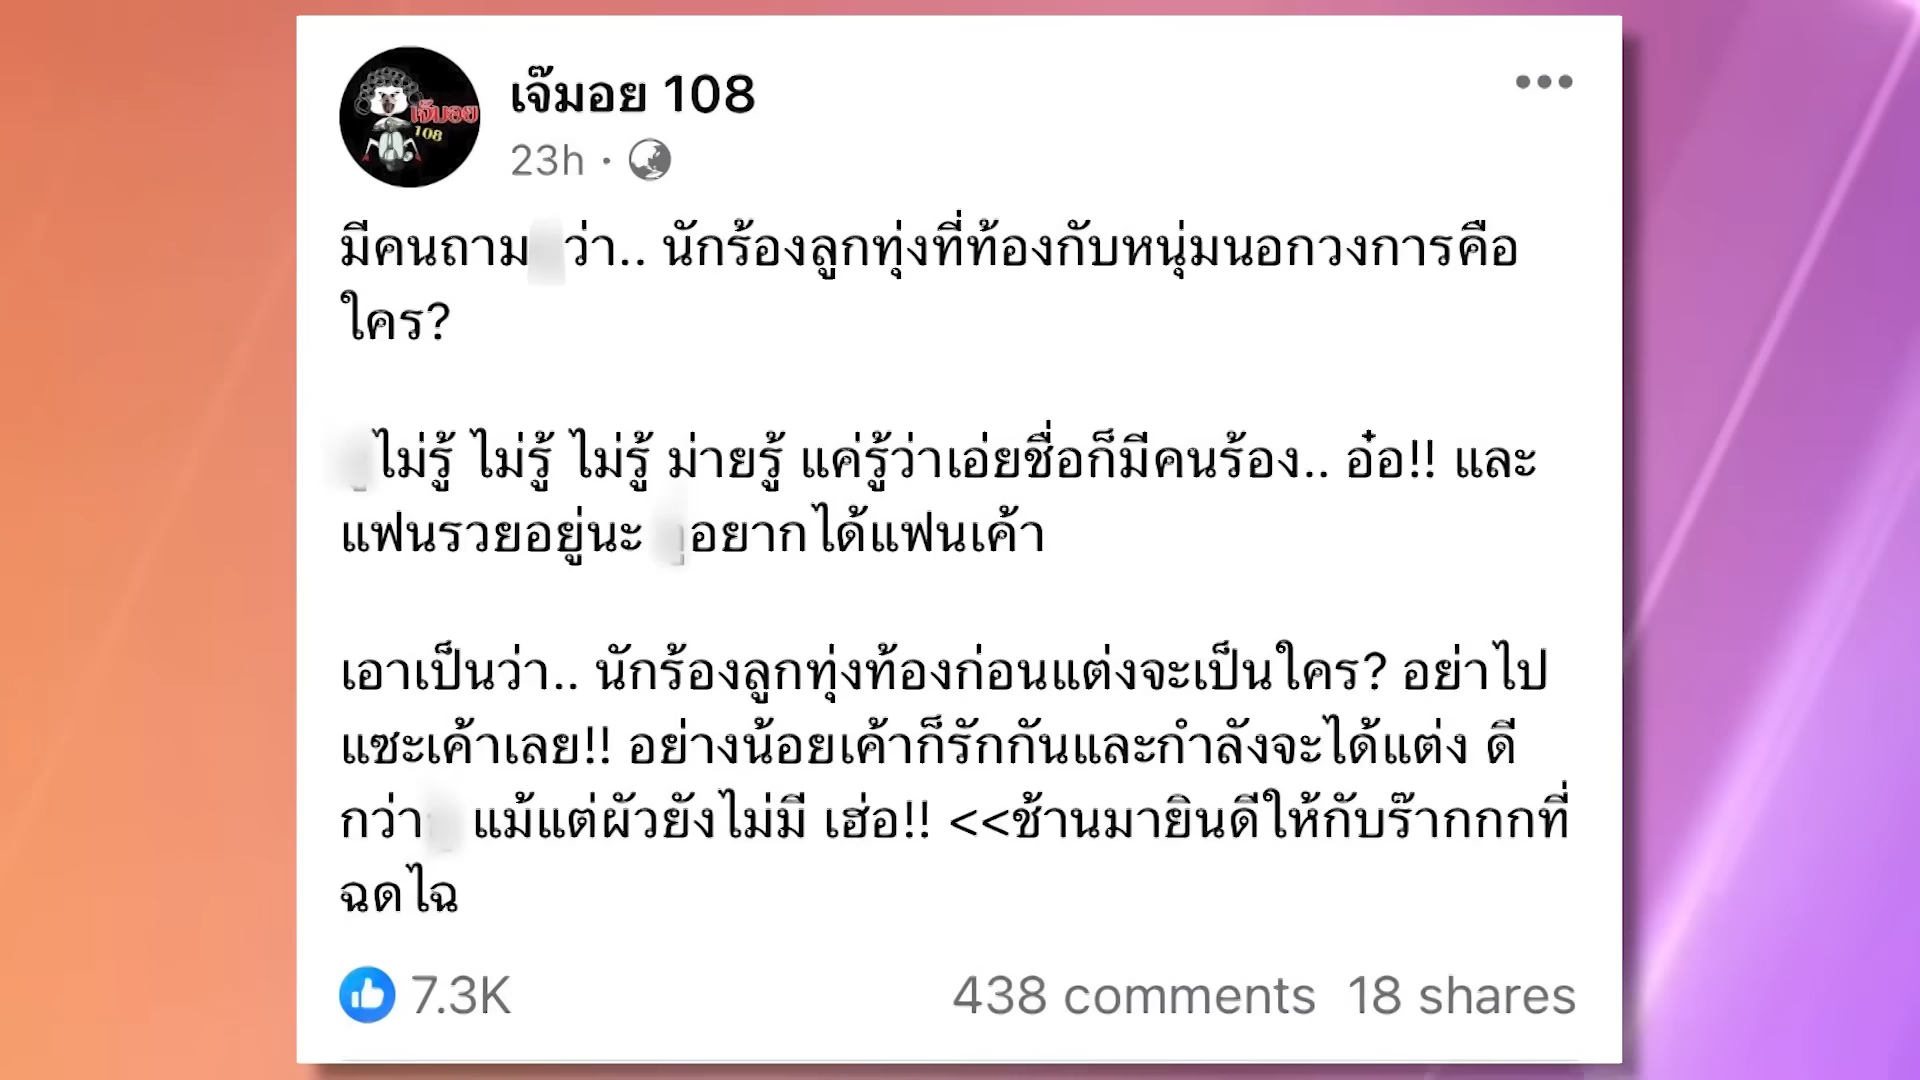 เจ๊มอย
108
เจ๊มอย 108
23h
มีคนถาม ว่า.. นักร้องลูกทุ่งที่ท้องกับหนุ่มนอกวงการคือ
ใคร?
ไม่รู้ ไม่รู้ ไม่รู้ ม่ายรู้ แค่รู้ว่าเอ่ยชื่อก็มีคนร้อง.. อ๋อ!! และ
แฟนรวยอยู่นะ อยากได้แฟนเค้า
เอาเป็นว่า.. นักร้องลูกทุ่งท้องก่อนแต่งจะเป็นใคร? อย่าไป
แซะเค้าเลย!! อย่างน้อยเค้าก็รักกันและกำลังจะได้แต่ง ดี
กว่า แม้แต่ผัวยังไม่มี เฮ่อ!! <<ช้านมายินดีให้กับร๊ากกกที่
ฉดไฉ
7.3K
438 comments 18 shares